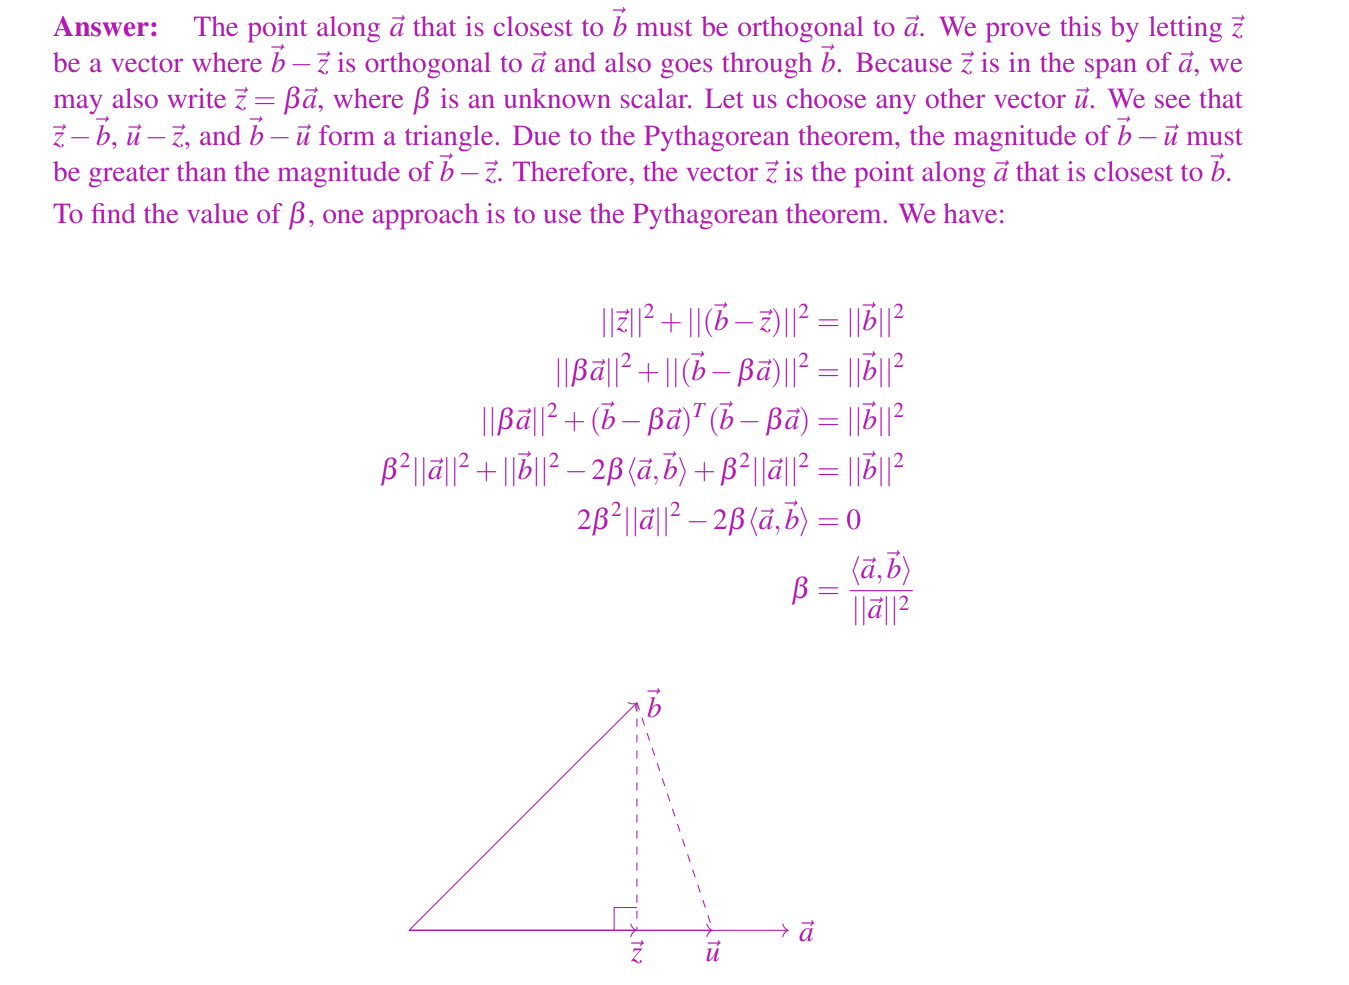 Answer: The point along $\vec{a}$ that is closest to $\vec{b}$ must be orthogonal to $\vec{a}$. We prove this by letting $\vec{z}$
be a vector where $\vec{b}-\vec{z}$ is orthogonal to $\vec{a}$ and also goes through $\vec{b}$. Because $\vec{z}$ is in the span of $\vec{a}$, we
may also write $\vec{z} = \beta\vec{a}$, where $\beta$ is an unknown scalar. Let us choose any other vector $\vec{u}$. We see that
$\vec{z}-\vec{b}$, $\vec{u}-\vec{z}$, and $\vec{b}-\vec{u}$ form a triangle. Due to the Pythagorean theorem, the magnitude of $\vec{b}-\vec{u}$ must
be greater than the magnitude of $\vec{b}-\vec{z}$. Therefore, the vector $\vec{z}$ is the point along $\vec{a}$ that is closest to $\vec{b}$.
To find the value of $\beta$, one approach is to use the Pythagorean theorem. We have:
$||\vec{z}||^2 + ||(\vec{b}-\vec{z})||^2 = ||\vec{b}||^2$
$||\beta\vec{a}||^2 + ||(\vec{b}-\beta\vec{a})||^2 = ||\vec{b}||^2$
$||\beta\vec{a}||^2 + (\vec{b}-\beta\vec{a})^T(\vec{b}-\beta\vec{a}) = ||\vec{b}||^2$
$\beta^2||\vec{a}||^2 + ||\vec{b}||^2 - 2\beta\langle\vec{a},\vec{b}\rangle + \beta^2||\vec{a}||^2 = ||\vec{b}||^2$
$2\beta^2||\vec{a}||^2 - 2\beta\langle\vec{a},\vec{b}\rangle = 0$
$\beta = \frac{\langle\vec{a},\vec{b}\rangle}{||\vec{a}||^2}$
$\vec{b}$
$\vec{a}$
$\vec{z}$ $\vec{u}$